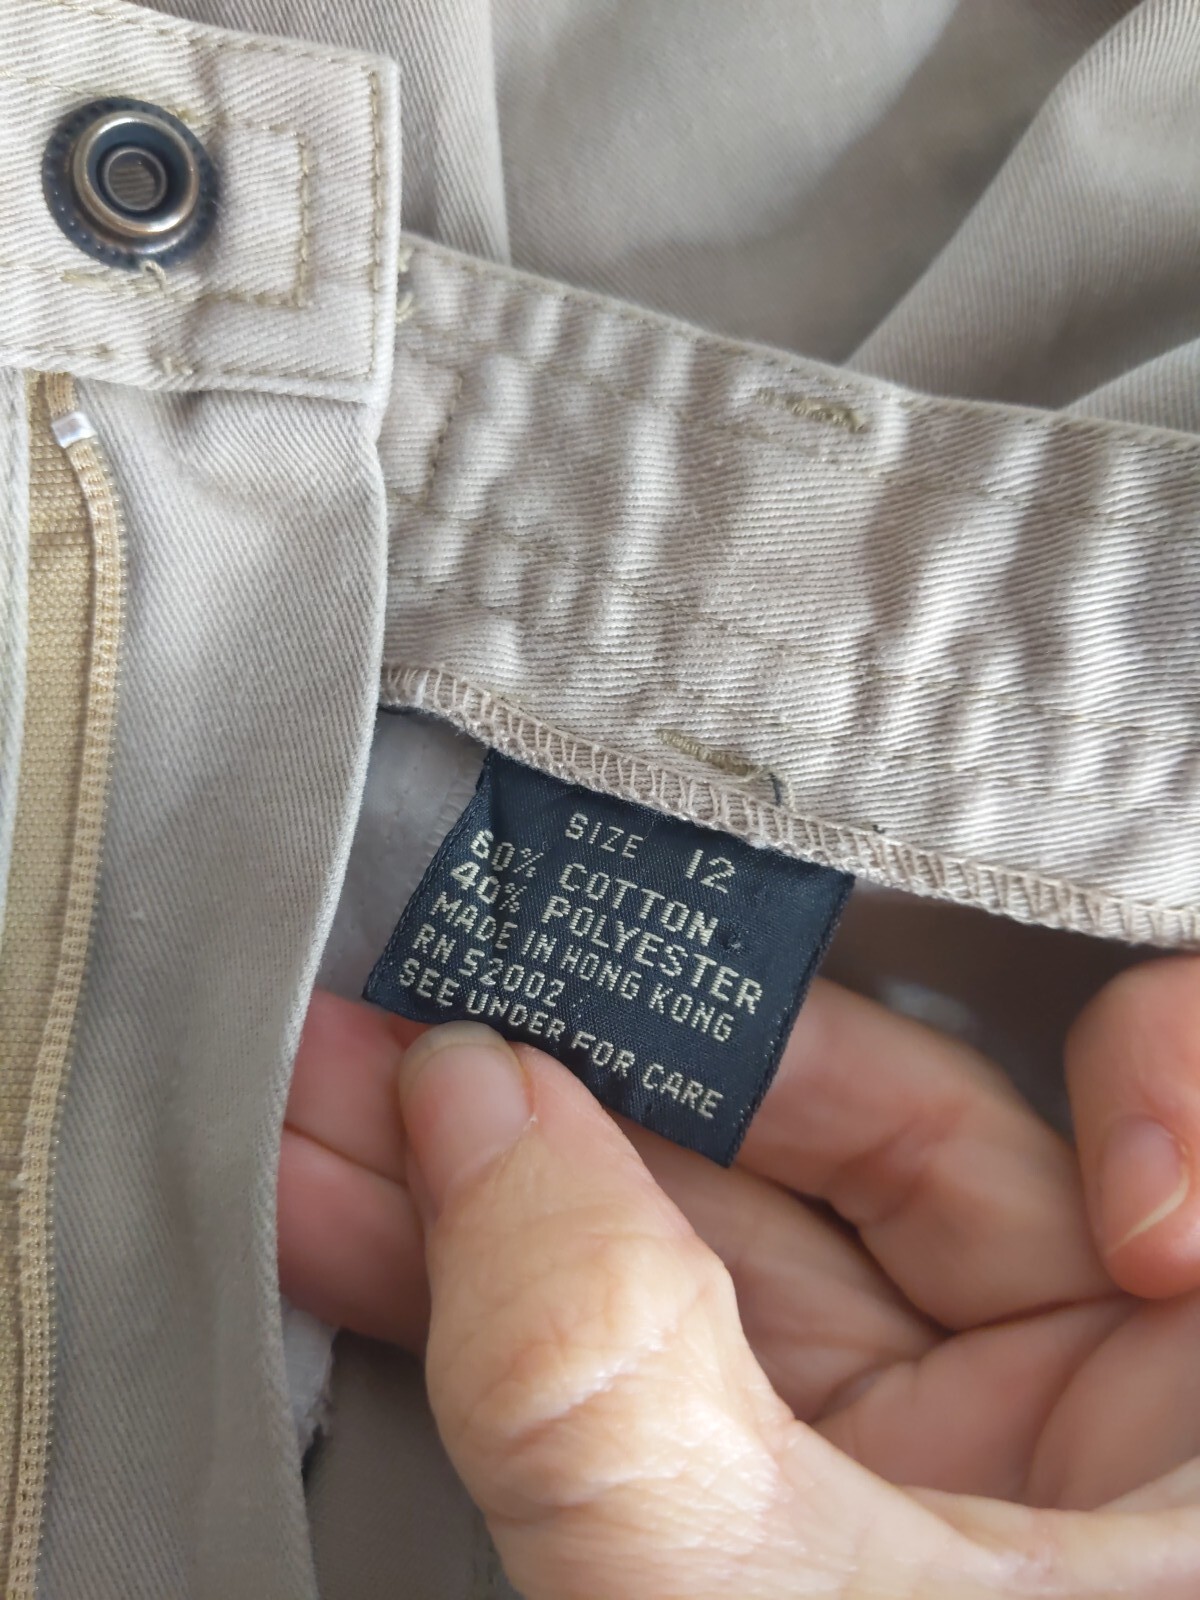 SIZE 12
60% COTTON
40% POLYESTER
MADE IN HONG KONG
RN 52002
SEE UNDER FOR CARE